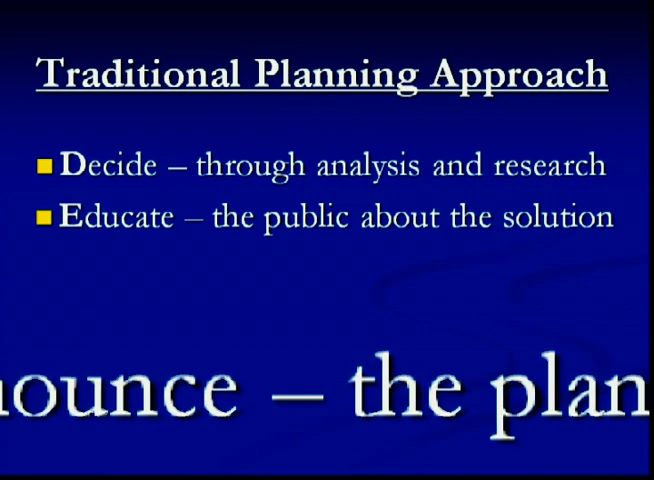 Traditional Planning Approach
Decide – through analysis and research
Educate – the public about the solution
nounce – the plan